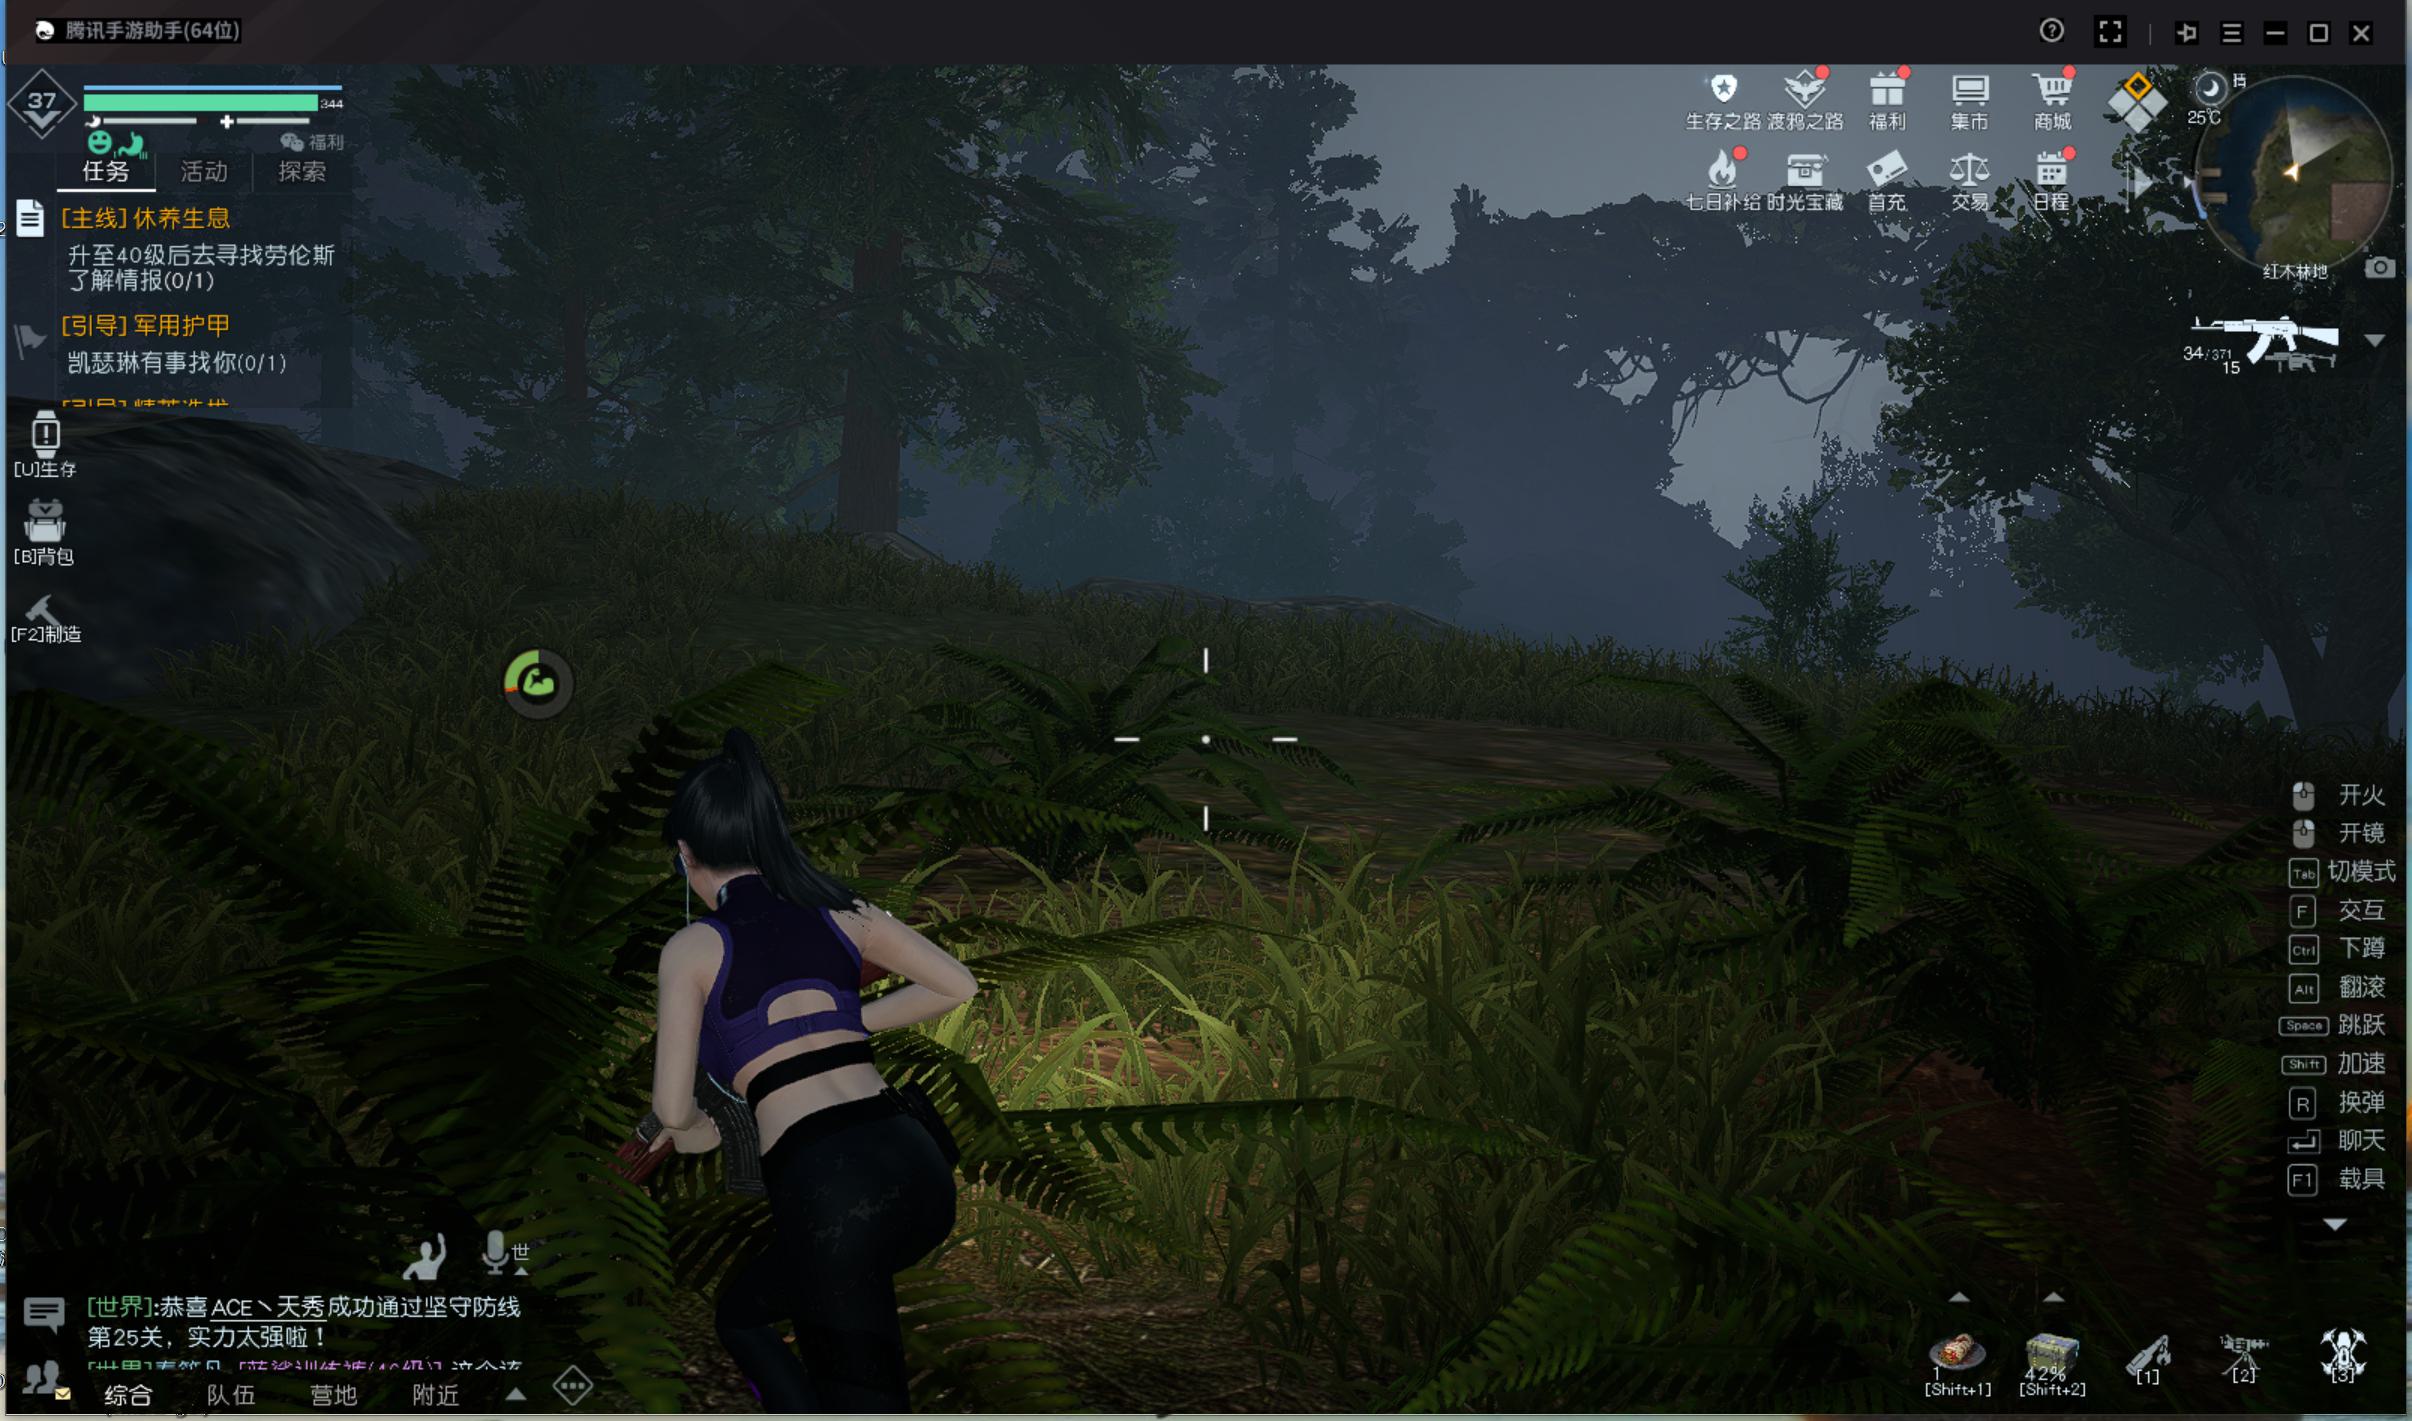 腾讯手游助手(64位)
37
344
福利
任务 活动 探索
[主线] 休养生息
升至40级后去寻找劳伦斯
了解情报(0/1)
[引导] 军用护甲
凯瑟琳有事找你(0/1)
[U]生存
[B]背包
[F2]制造
生存之路 渡鸦之路 福利 集市 商城
七日补给 时光宝藏 首充 交易 日程
晴
25℃
红木林地
34/371
15
开火
开镜
Tab 切模式
F 交互
Ctrl 下蹲
Alt 翻滚
Space 跳跃
Shift 加速
R 换弹
聊天
F1 载具
世
[世界]:恭喜ACE丶天秀成功通过坚守防线
第25关，实力太强啦！
综合 队伍 营地 附近
1
[Shift+1]
42%
[Shift+2]
[1]
[2]
[3]